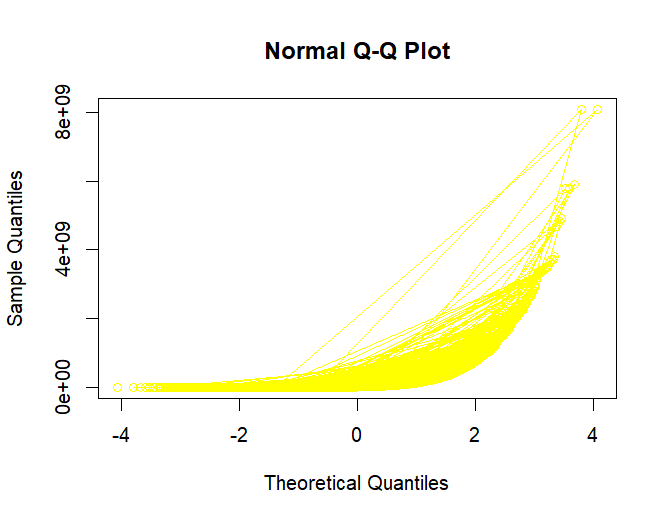 Normal Q-Q Plot
Sample Quantiles
8e+09
4e+09
0e+00
-4 -2 0 2 4
Theoretical Quantiles